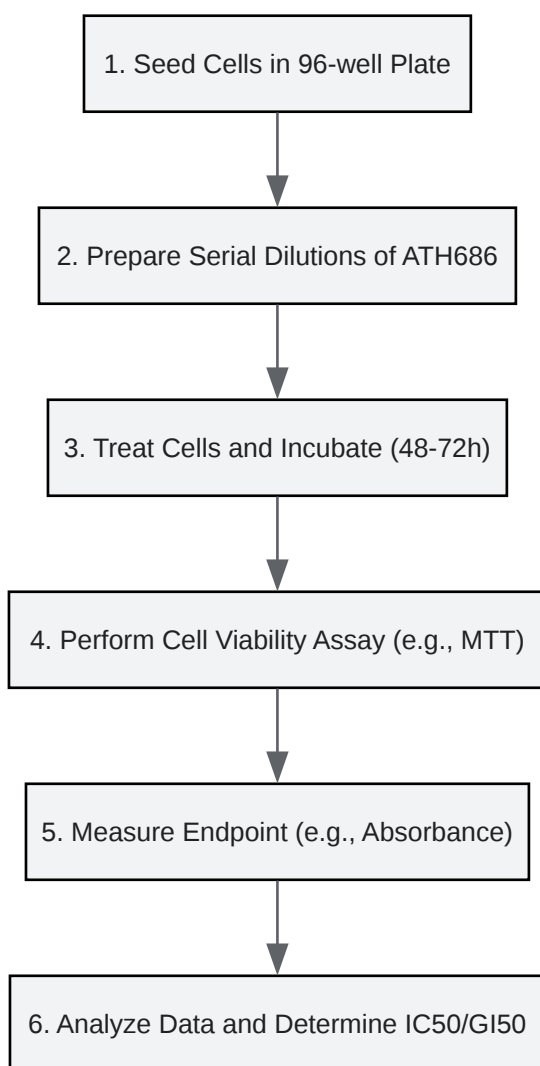 1. Seed Cells in 96-well Plate
2. Prepare Serial Dilutions of ATH686
3. Treat Cells and Incubate (48-72h)
4. Perform Cell Viability Assay (e.g., MTT)
5. Measure Endpoint (e.g., Absorbance)
6. Analyze Data and Determine IC50/GI50